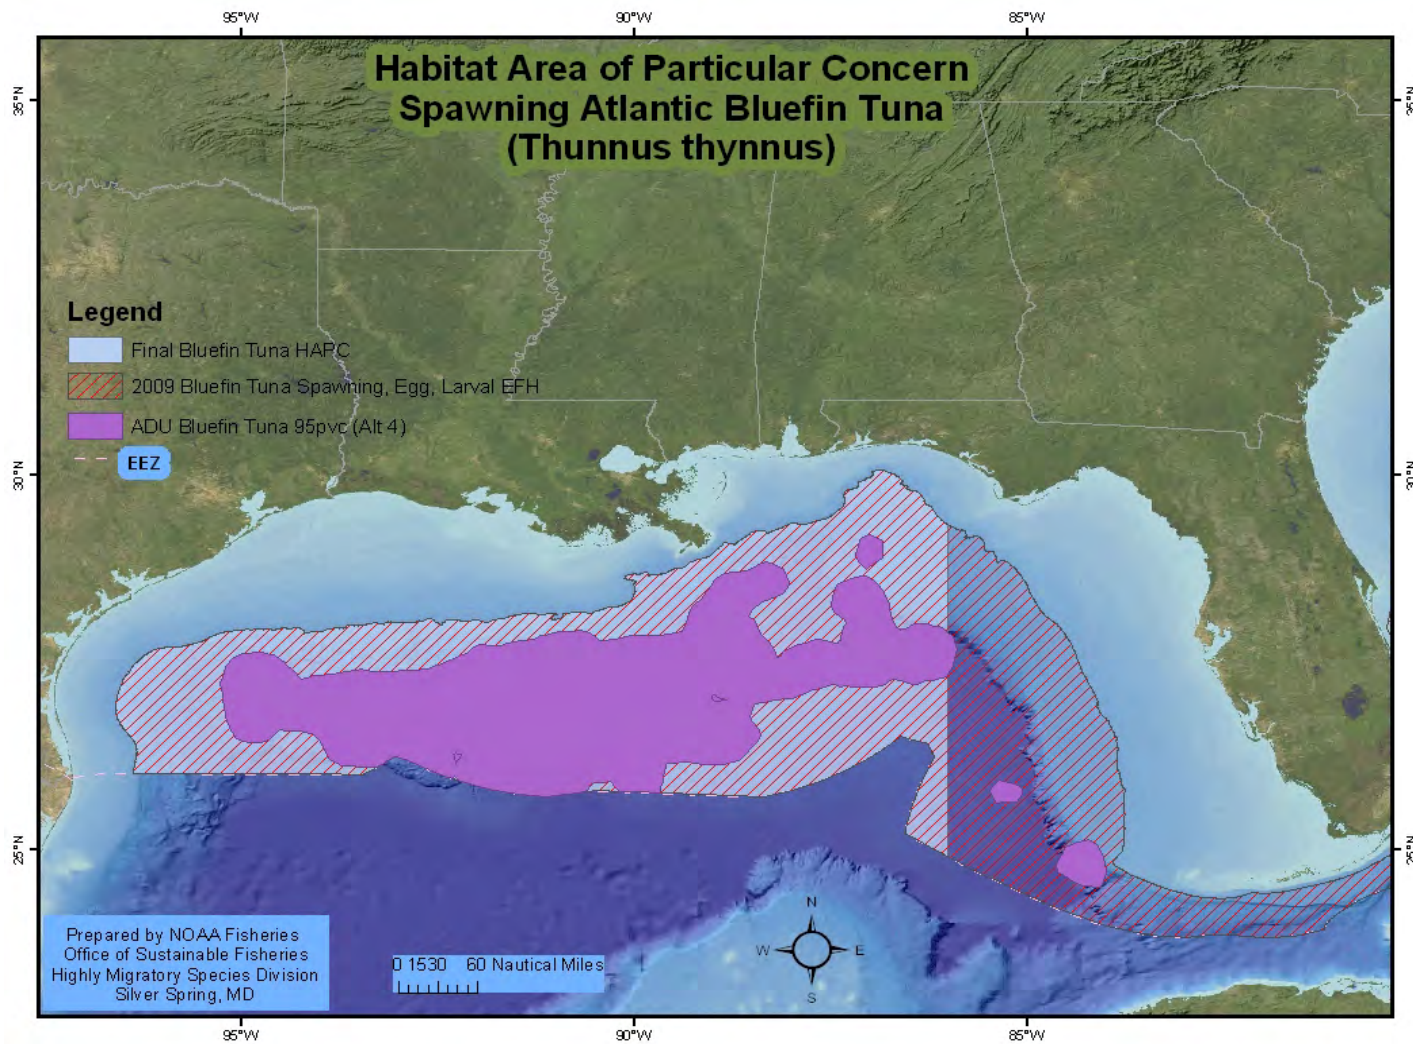 95°W 90°W 85°W
Habitat Area of Particular Concern
Spawning Atlantic Bluefin Tuna
(Thunnus thynnus)
35°N 35°N
Legend
Final Bluefin Tuna HAPC
2009 Bluefin Tuna Spawning, Egg, Larval EFH
ADU Bluefin Tuna 95pvc (Alt 4)
EEZ
30°N 30°N
25°N 25°N
N
W E
S
Prepared by NOAA Fisheries
Office of Sustainable Fisheries
Highly Migratory Species Division
Silver Spring, MD
0 1530 60 Nautical Miles
95°W 90°W 85°W